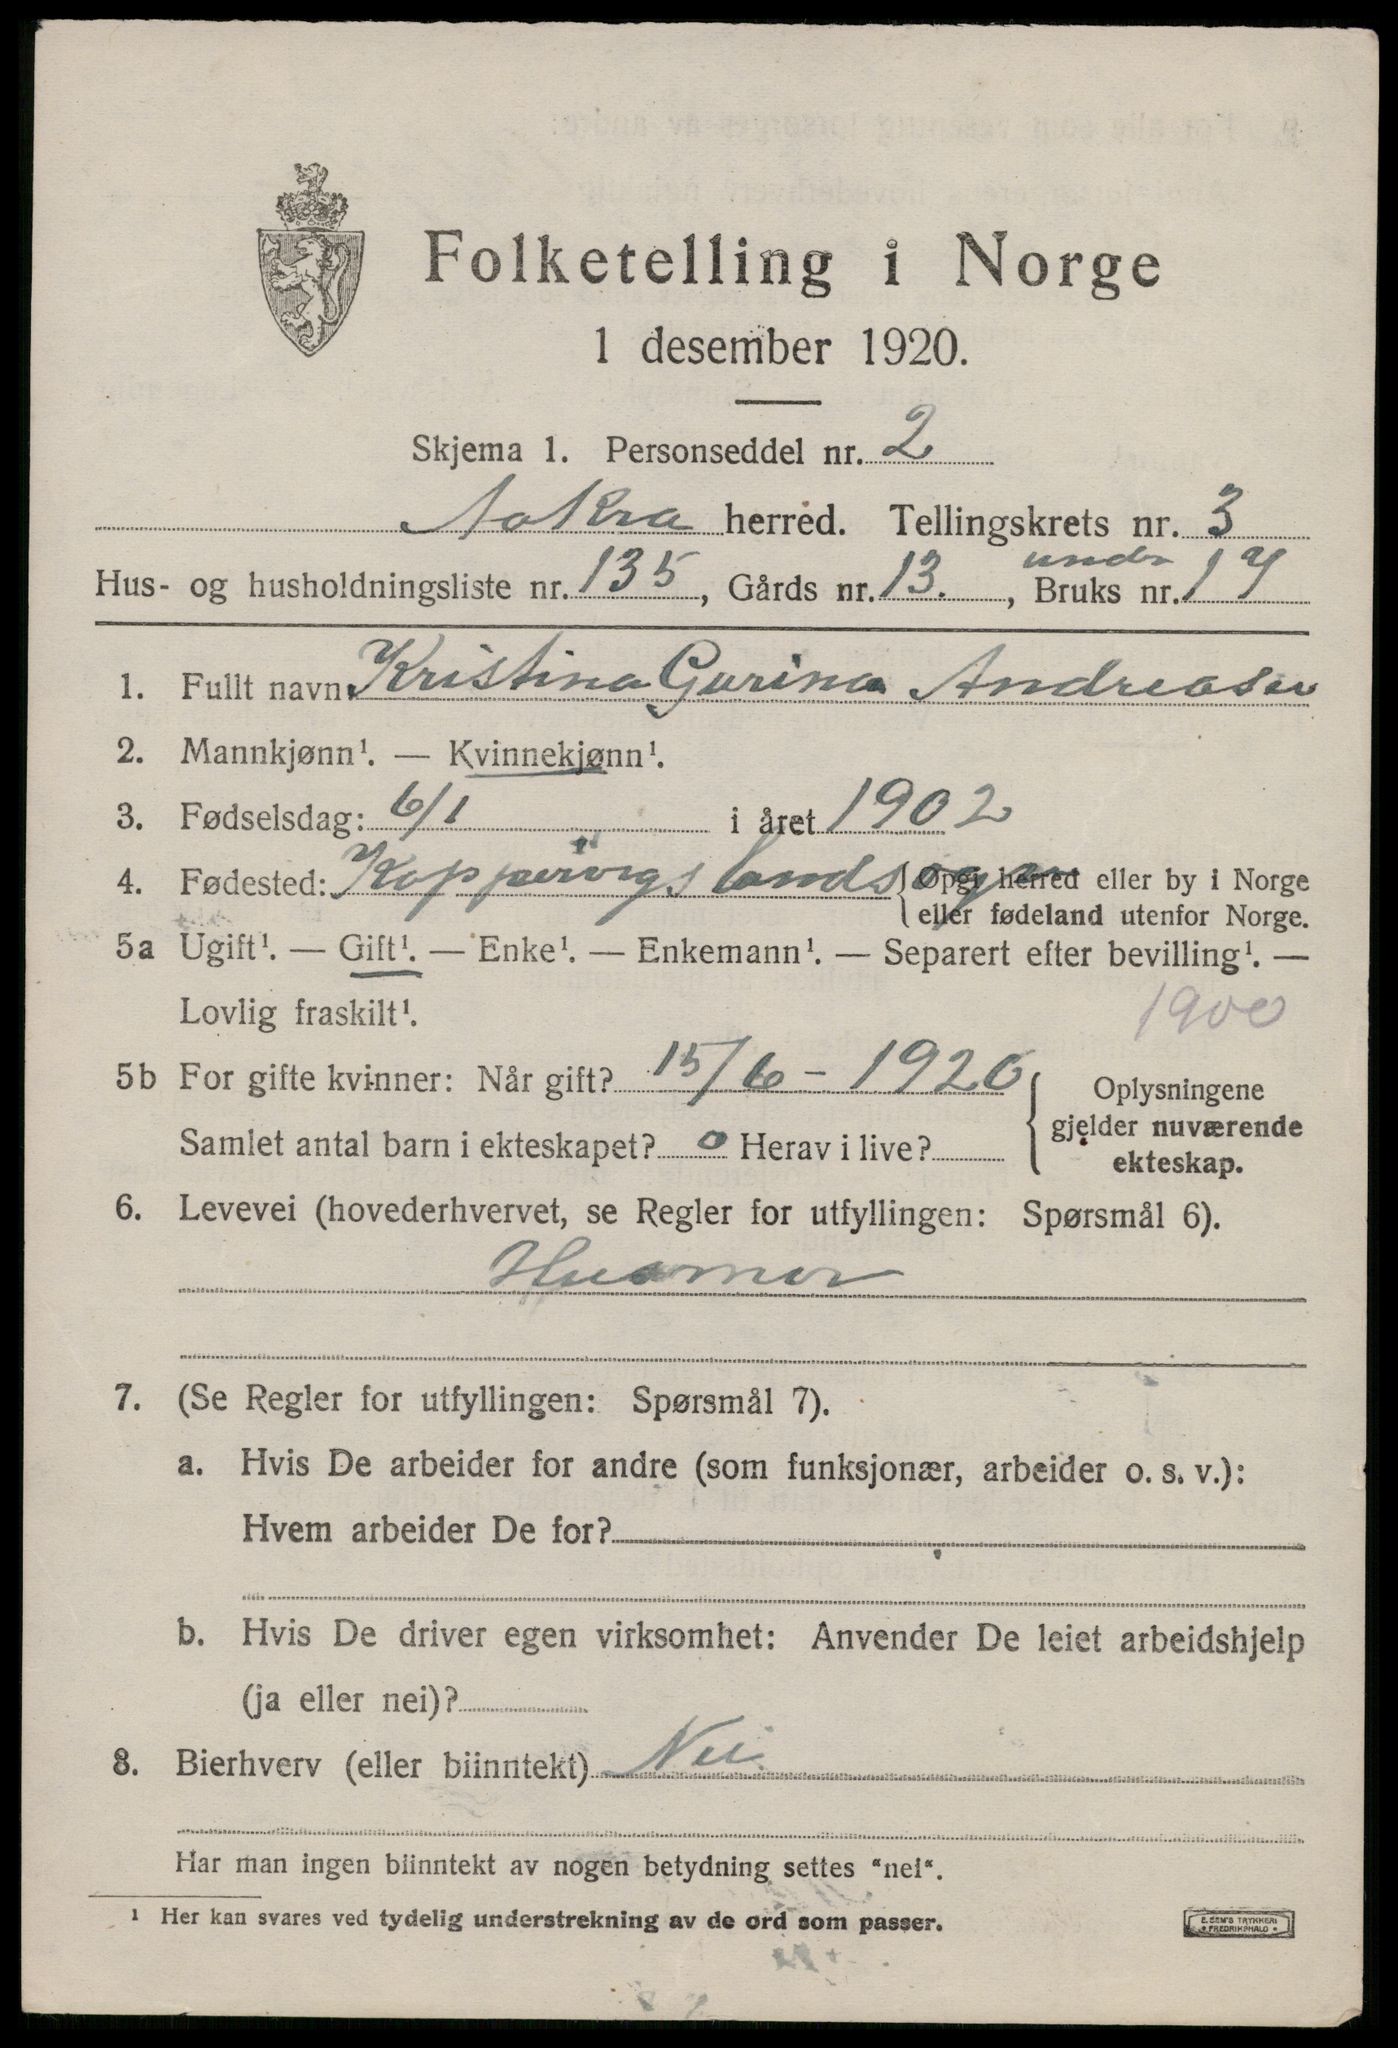 Folketelling i Norge
1 desember 1920.
Skjema 1. Personseddel nr. 2
Aakra herred. Tellingskrets nr. 3
Hus- og husholdningsliste nr. 135, Gårds nr. 13., Bruks nr. under 17
1. Fullt navn: Kristina Gurina Andreasen
2. Mannkjønn¹. — Kvinnekjønn¹.
3. Fødselsdag: 6/1 i året 1902
4. Fødested: Koppervigs landsogn { Opgi herred eller by i Norge
eller fødeland utenfor Norge.
5a Ugift¹. — Gift¹. — Enke¹. — Enkemann¹. — Separert efter bevilling¹. —
Lovlig fraskilt¹. 1900
5b For gifte kvinner: Når gift? 15/6 - 1920 { Oplysningene
gjelder nuværende
Samlet antal barn i ekteskapet? 0 Herav i live?
ekteskap.
6. Levevei (hovederhvervet, se Regler for utfyllingen: Spørsmål 6).
Husmor
7. (Se Regler for utfyllingen: Spørsmål 7).
a. Hvis De arbeider for andre (som funksjonær, arbeider o. s. v.):
Hvem arbeider De for?
b. Hvis De driver egen virksomhet: Anvender De leiet arbeidshjelp
(ja eller nei)?
8. Bierhverv (eller biinntekt) Nei
Har man ingen biinntekt av nogen betydning settes "nei".
¹ Her kan svares ved tydelig understrekning av de ord som passer.
E. SEM'S TRYKKERI
• FREDRIKSHALD •